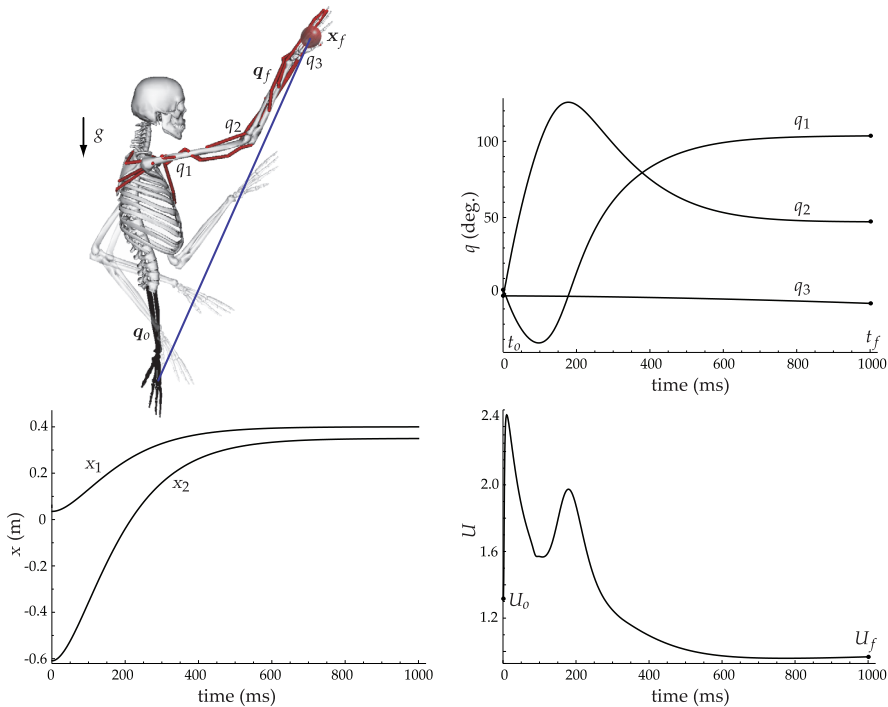 x_f
q_3
q_f
q_2
g
q_1
q_o
q (deg.)
100
50
0
q_1
q_2
q_3
t_o
t_f
0
200
400
600
800
1000
time (ms)
x (m)
0.4
0.2
0
-0.2
-0.4
-0.6
x_1
x_2
0
200
400
600
800
1000
time (ms)
U
2.4
2.0
1.6
1.2
U_o
U_f
0
200
400
600
800
1000
time (ms)